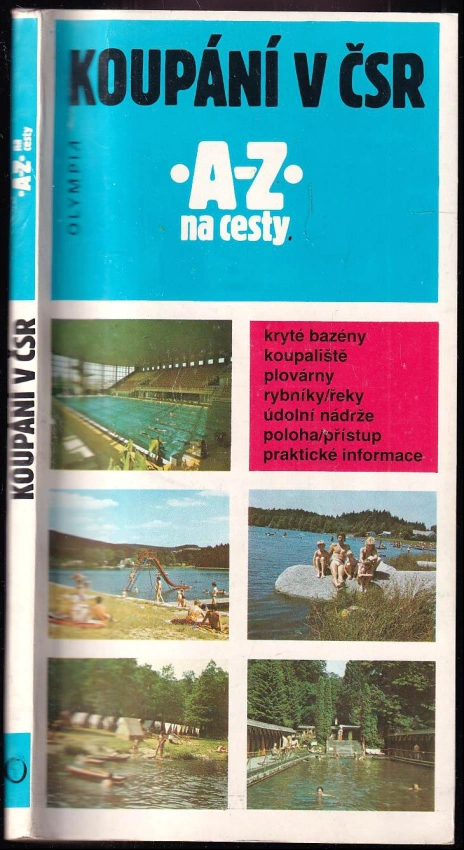 KOUPÁNÍ V ČSR
•A-Z•
na cesty
OLYMPIA
kryté bazény
koupaliště
plovárny
rybníky/řeky
údolní nádrže
poloha/přístup
praktické informace
•A-Z• na cesty
KOUPÁNÍ V ČSR